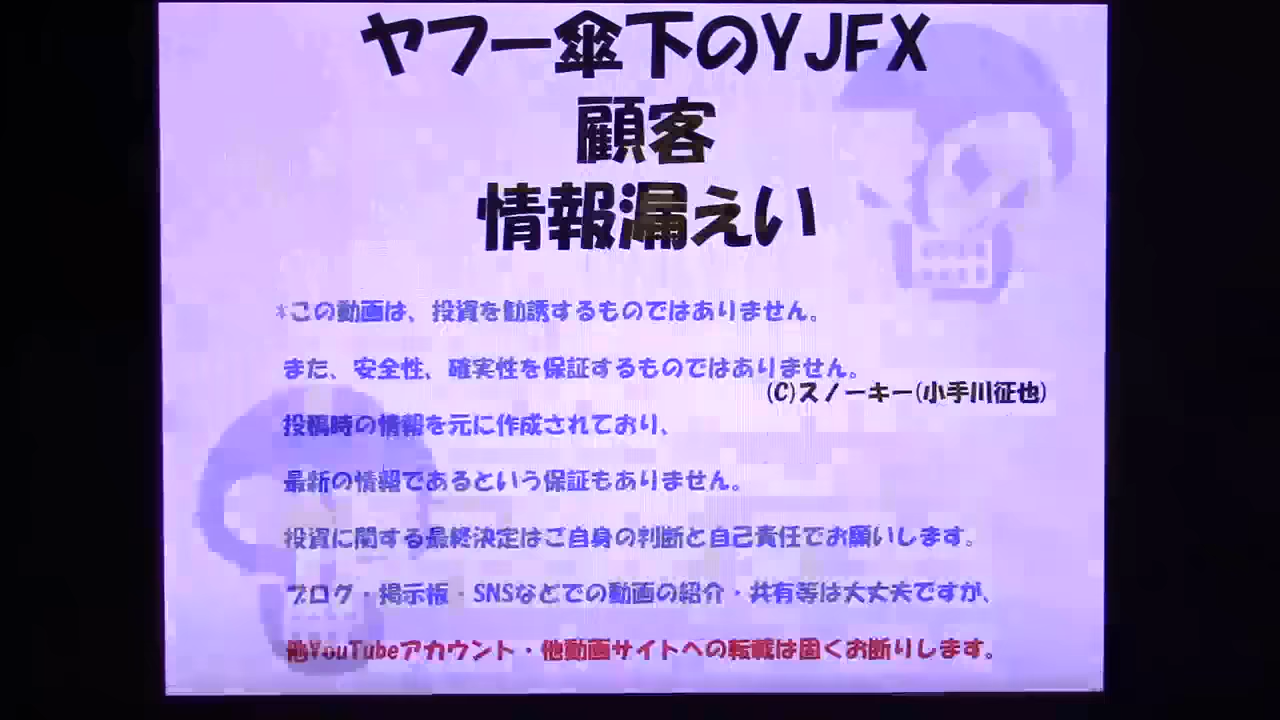 ヤフー傘下のYJFX
顧客
情報漏えい
*この動画は、投資を勧誘するものではありません。
また、安全性、確実性を保証するものではありません。
(C)スノーキー(小手川征也)
投稿時の情報を元に作成されており、
最新の情報であるという保証もありません。
投資に関する最終決定はご自身の判断と自己責任でお願いします。
ブログ・掲示板・SNSなどでの動画の紹介・共有等は大丈夫ですが、
他YouTubeアカウント・他動画サイトへの転載は固くお断りします。